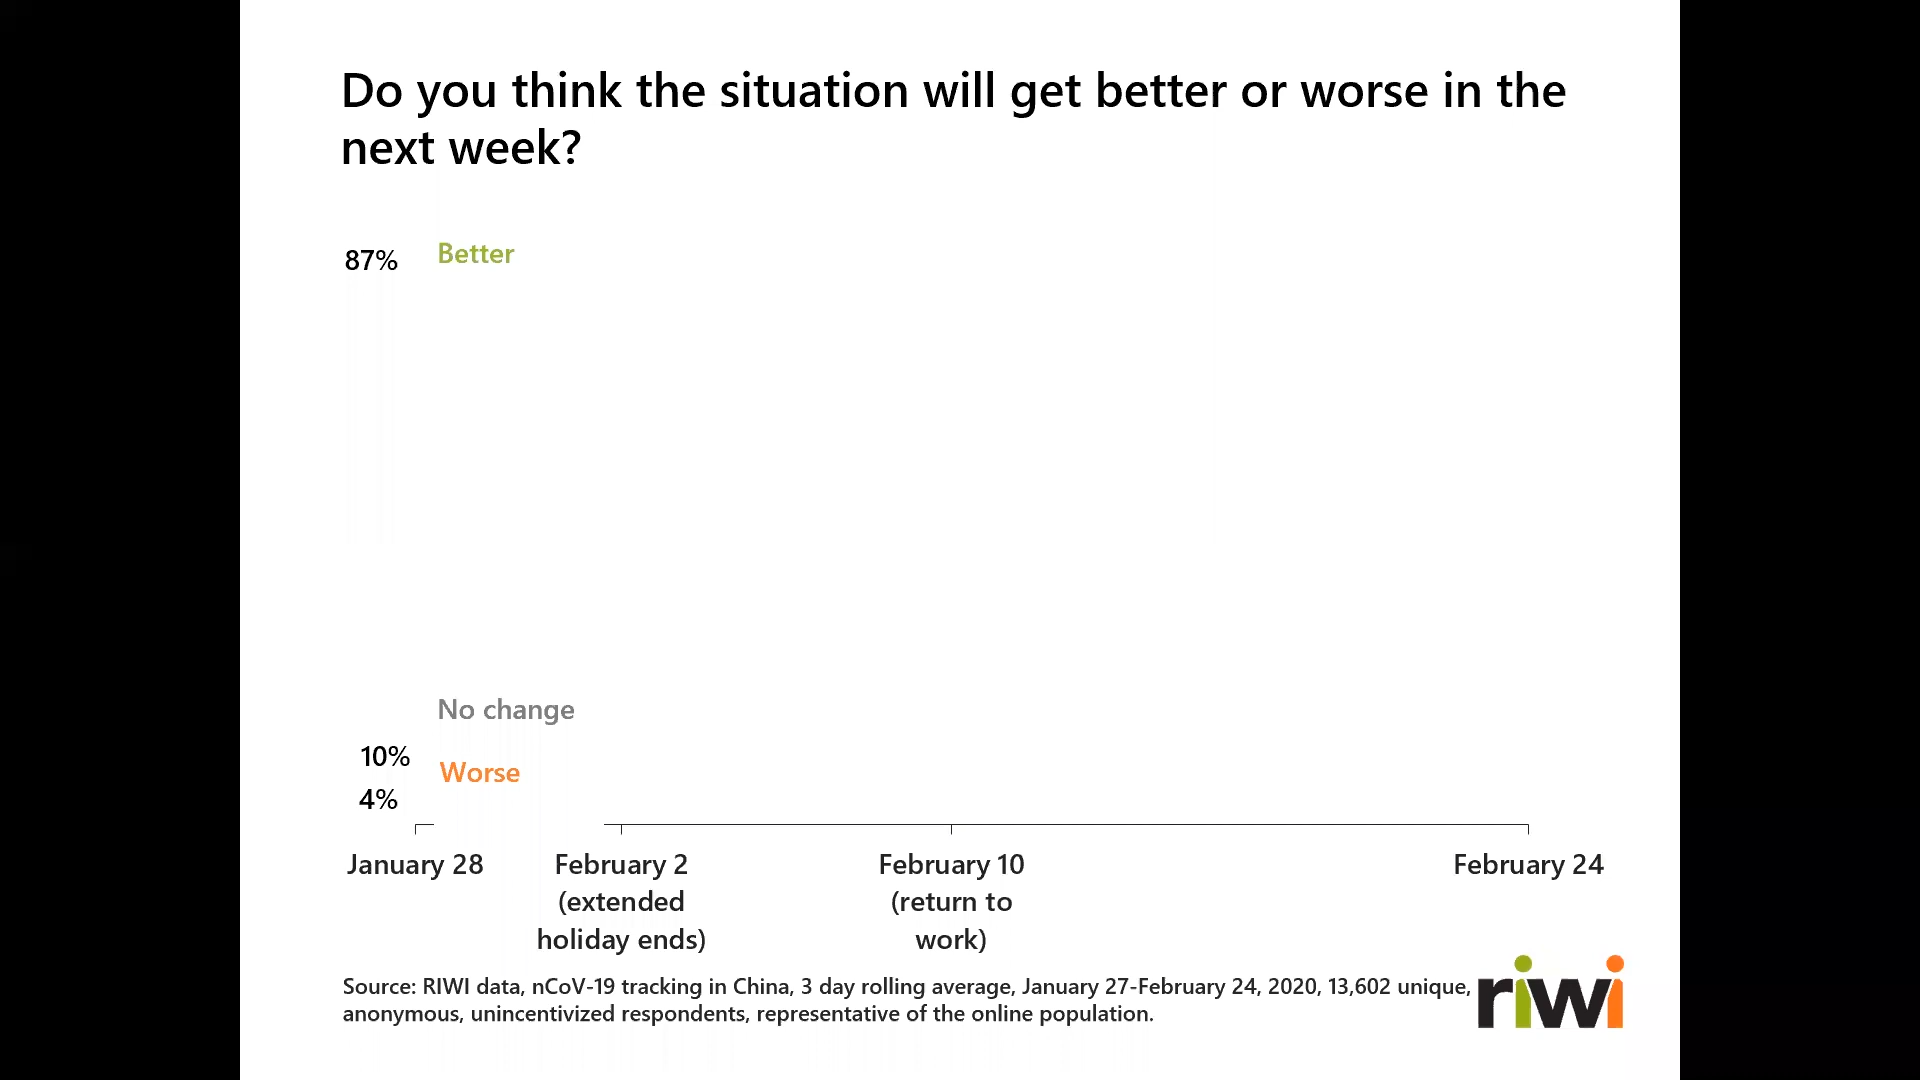 Do you think the situation will get better or worse in the
next week?
87%
Better
No change
10%
Worse
4%
January 28
February 2
(extended
holiday ends)
February 10
(return to
work)
February 24
Source: RIWI data, nCoV-19 tracking in China, 3 day rolling average, January 27-February 24, 2020, 13,602 unique,
anonymous, unincentivized respondents, representative of the online population.
riwi